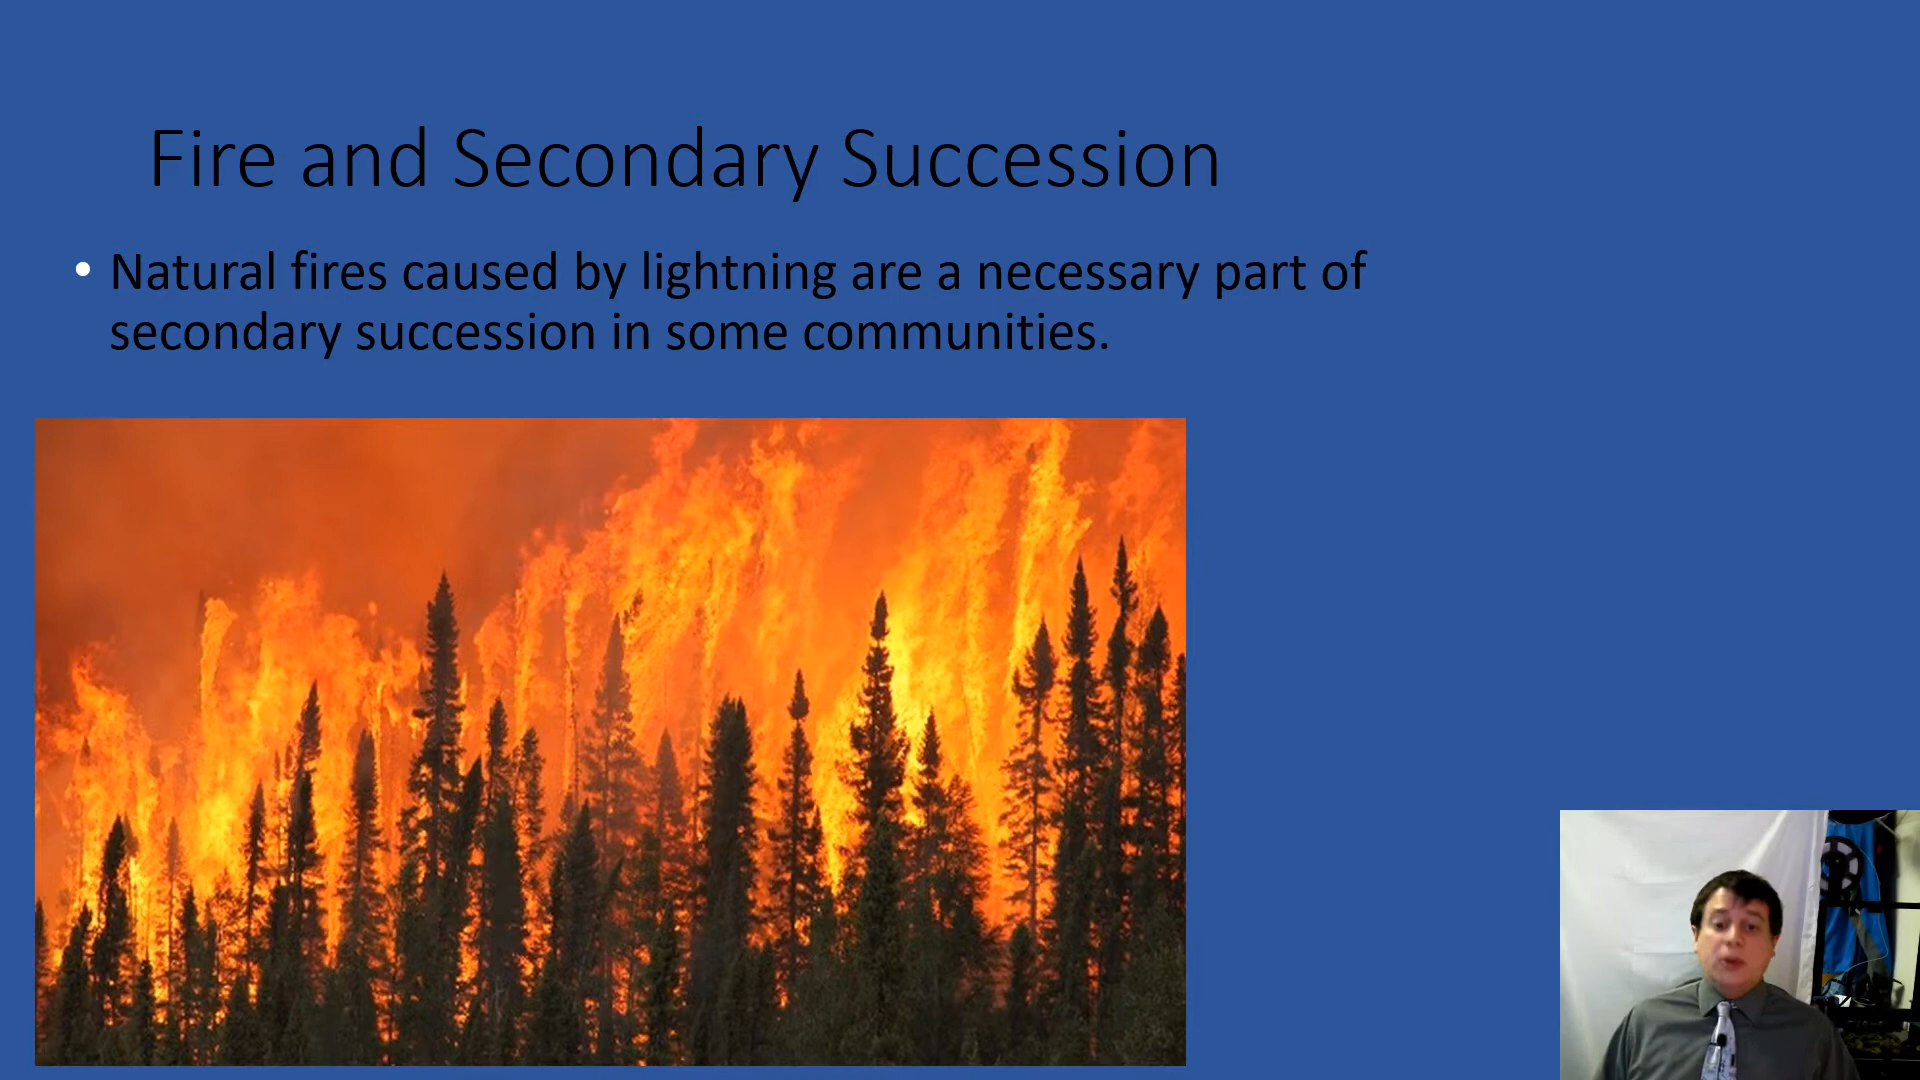 Fire and Secondary Succession
• Natural fires caused by lightning are a necessary part of
secondary succession in some communities.